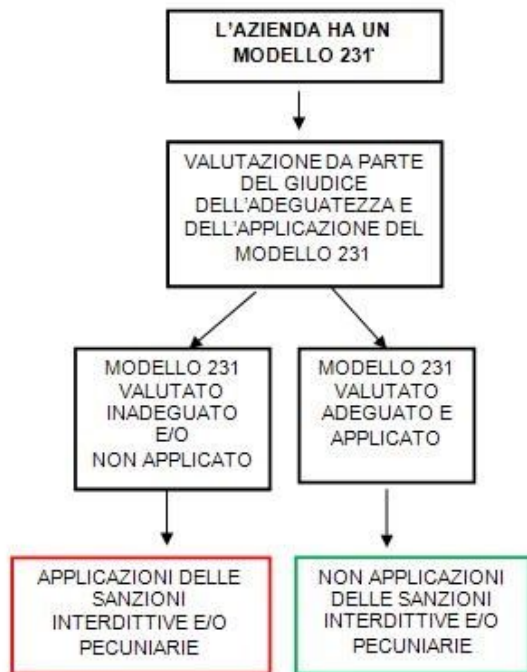 L'AZIENDA HA UN
MODELLO 231*
VALUTAZIONE DA PARTE
DEL GIUDICE
DELL'ADEGUATEZZA E
DELL'APPLICAZIONE DEL
MODELLO 231
MODELLO 231
VALUTATO
INADEGUATO
E/O
NON APPLICATO
MODELLO 231
VALUTATO
ADEGUATO E
APPLICATO
APPLICAZIONI DELLE
SANZIONI
INTERDITTIVE E/O
PECUNIARIE
NON APPLICAZIONI
DELLE SANZIONI
INTERDITTIVE E/O
PECUNIARIE